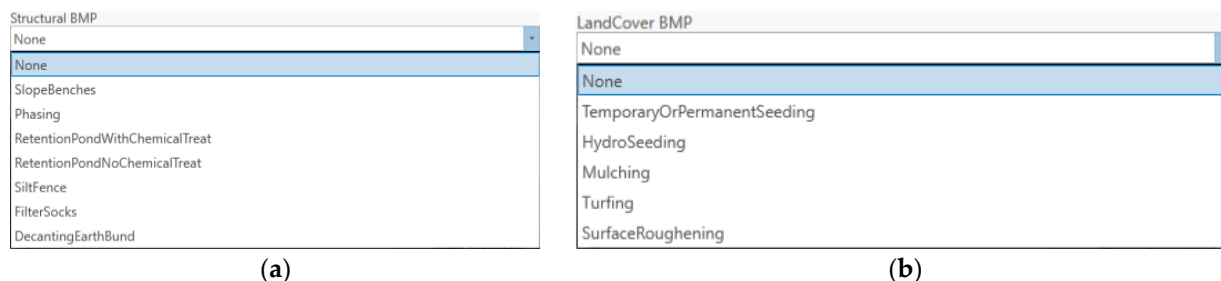 Structural BMP
None
None
SlopeBenches
Phasing
RetentionPondWithChemicalTreat
RetentionPondNoChemicalTreat
SiltFence
FilterSocks
DecantingEarthBund
(a)
LandCover BMP
None
None
TemporaryOrPermanentSeeding
HydroSeeding
Mulching
Turfing
SurfaceRoughening
(b)